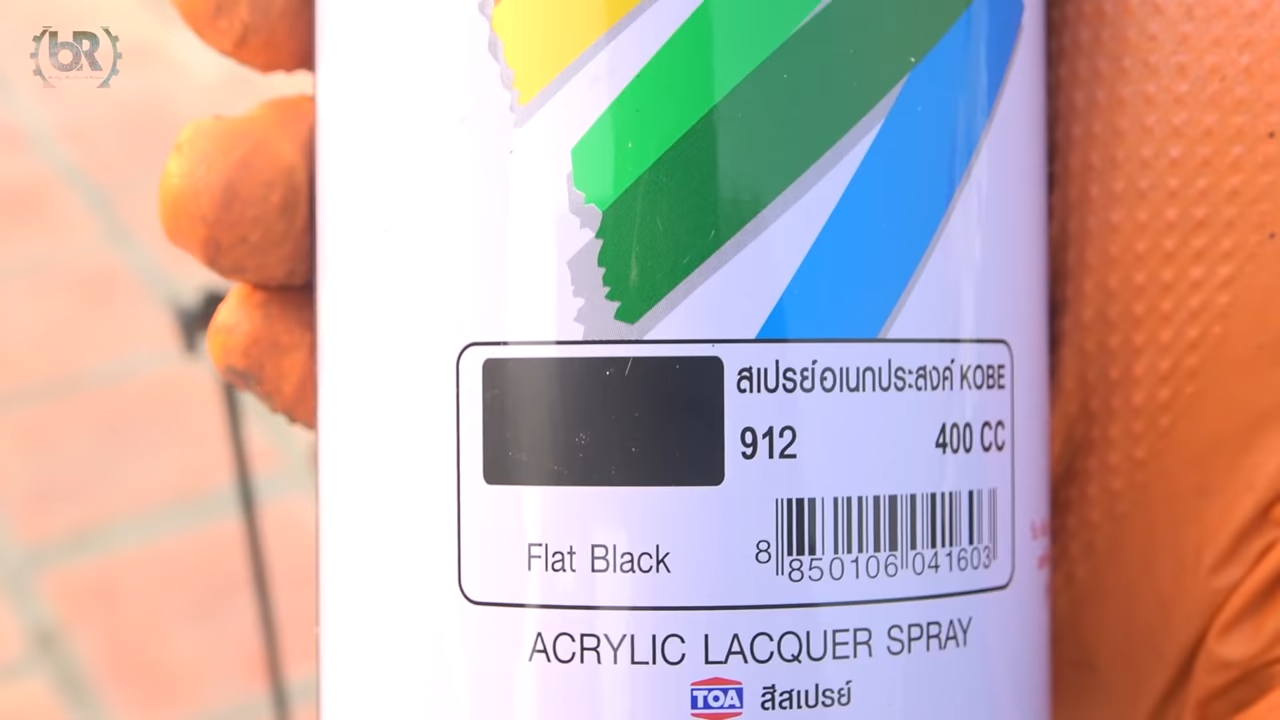 bR
สเปรย์อเนกประสงค์ KOBE
912 400 CC
Flat Black
8 850106 041603
ACRYLIC LACQUER SPRAY
TOA สีสเปรย์